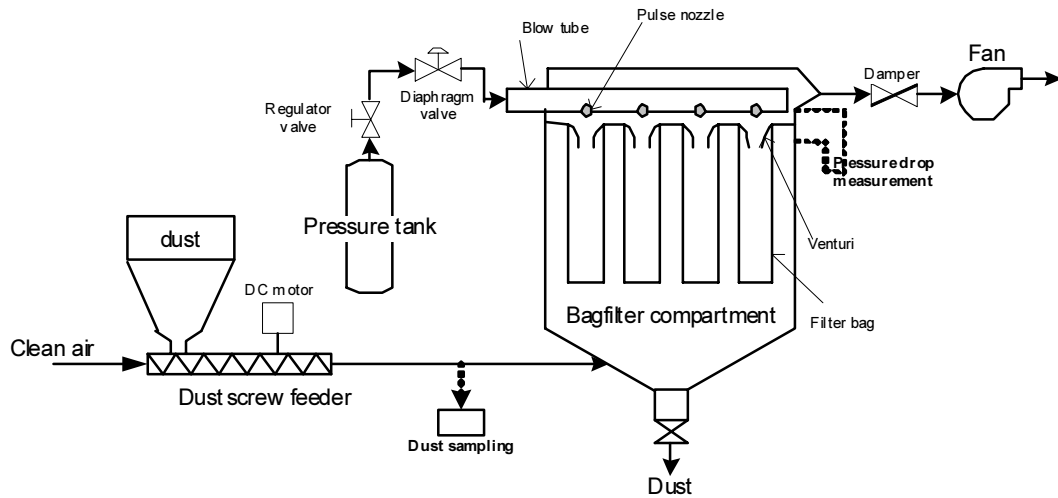 Pulse nozzle
Blow tube
Fan
Damper
Diaphragm
valve
Regulator
valve
Pressure drop
measurement
Pressure tank
dust
Venturi
DC motor
Bagfilter compartment
Filter bag
Clean air
Dust screw feeder
Dust sampling
Dust